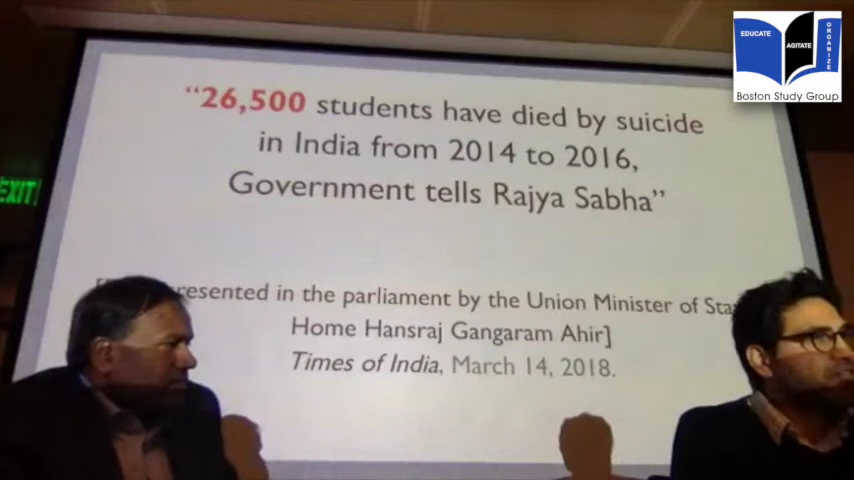 EDUCATE
AGITATE
ORGANIZE
Boston Study Group
EXIT
“26,500 students have died by suicide
in India from 2014 to 2016,
Government tells Rajya Sabha”
resented in the parliament by the Union Minister of
Home Hansraj Gangaram Ahir]
Times of India, March 14, 2018.